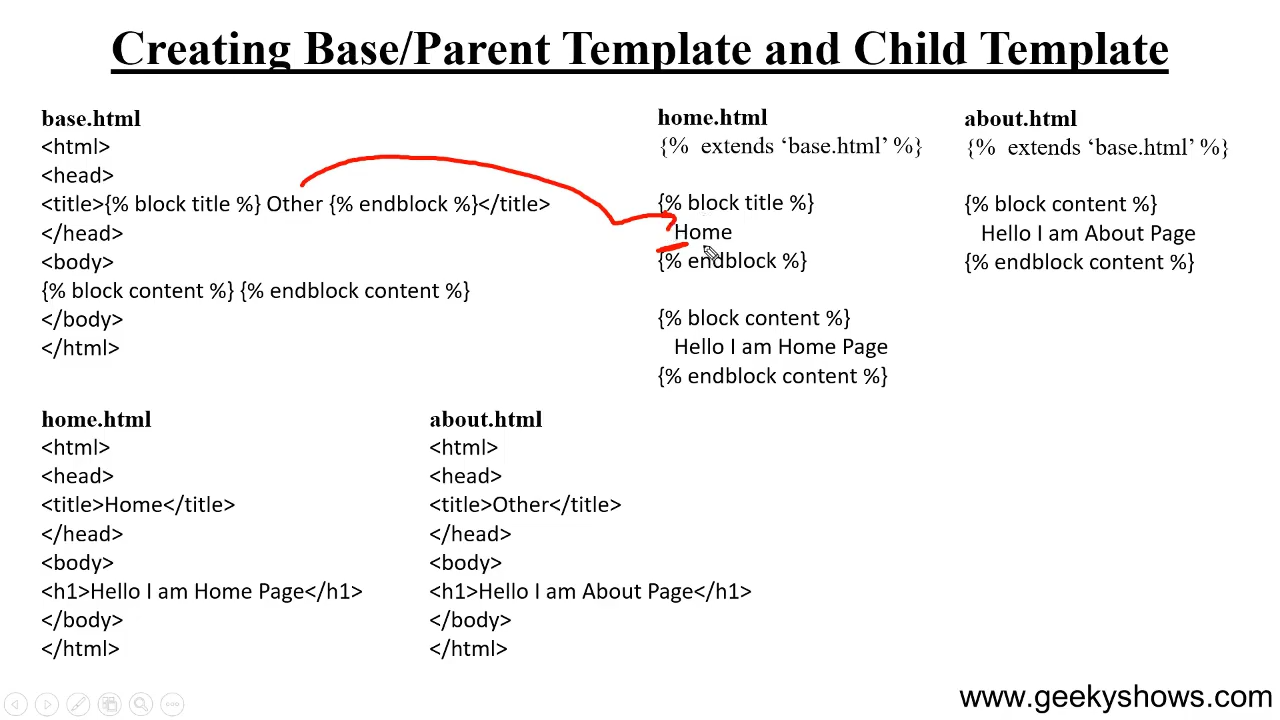 Creating Base/Parent Template and Child Template
base.html
<html>
<head>
<title>{% block title %} Other {% endblock %}</title>
</head>
<body>
{% block content %} {% endblock content %}
</body>
</html>
home.html
{% extends ‘base.html’ %}
{% block title %}
Home
{% endblock %}
{% block content %}
Hello I am Home Page
{% endblock content %}
about.html
{% extends ‘base.html’ %}
{% block content %}
Hello I am About Page
{% endblock content %}
home.html
<html>
<head>
<title>Home</title>
</head>
<body>
<h1>Hello I am Home Page</h1>
</body>
</html>
about.html
<html>
<head>
<title>Other</title>
</head>
<body>
<h1>Hello I am About Page</h1>
</body>
</html>
www.geekyshows.com